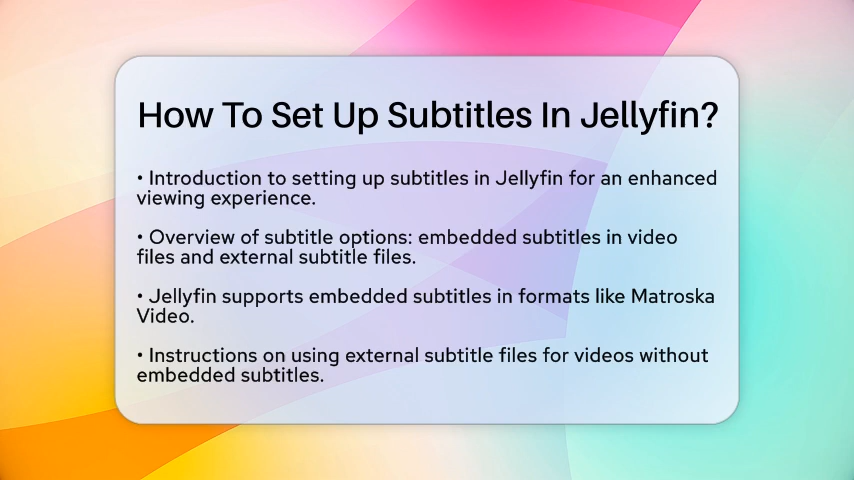 How To Set Up Subtitles In Jellyfin?
• Introduction to setting up subtitles in Jellyfin for an enhanced
viewing experience.
• Overview of subtitle options: embedded subtitles in video
files and external subtitle files.
• Jellyfin supports embedded subtitles in formats like Matroska
Video.
• Instructions on using external subtitle files for videos without
embedded subtitles.